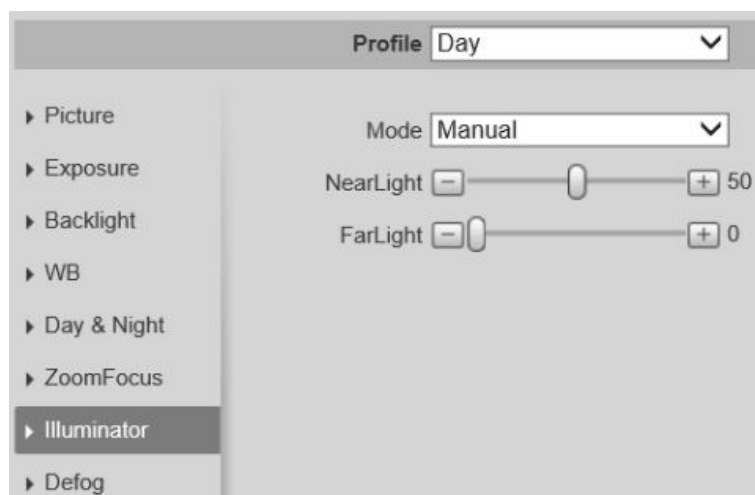 Profile Day
Picture
Mode Manual
Exposure
NearLight 50
Backlight
FarLight 0
WB
Day & Night
ZoomFocus
Illuminator
Defog